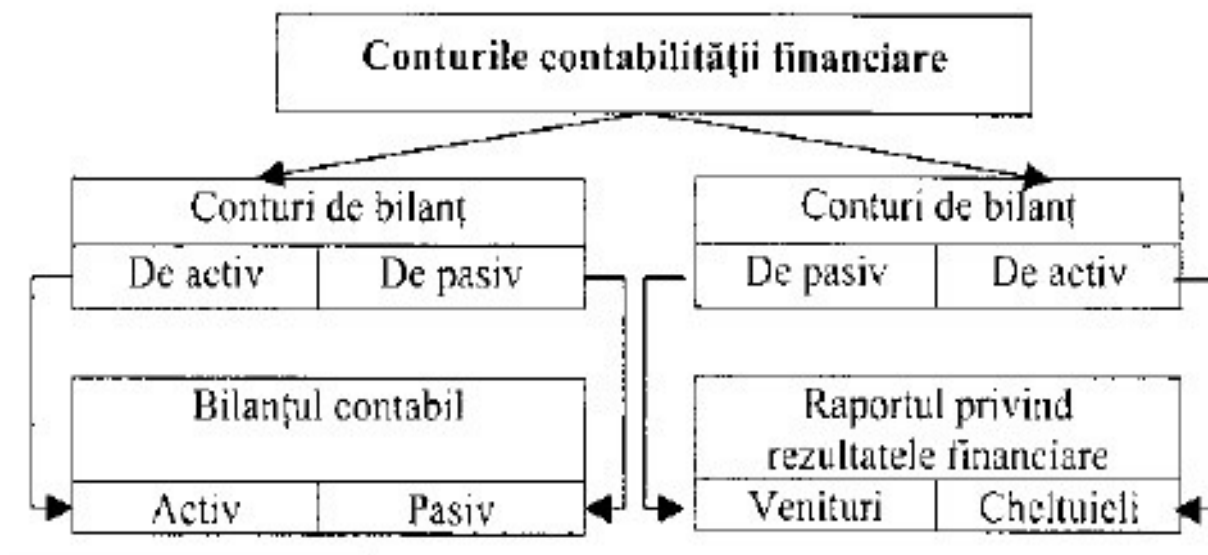 Conturile contabilității financiare
Conturi de bilanț
De activ
De pasiv
Conturi de bilanț
De pasiv
De activ
Bilanțul contabil
Activ
Pasiv
Raportul privind
rezultatele financiare
Venituri
Cheltuieli